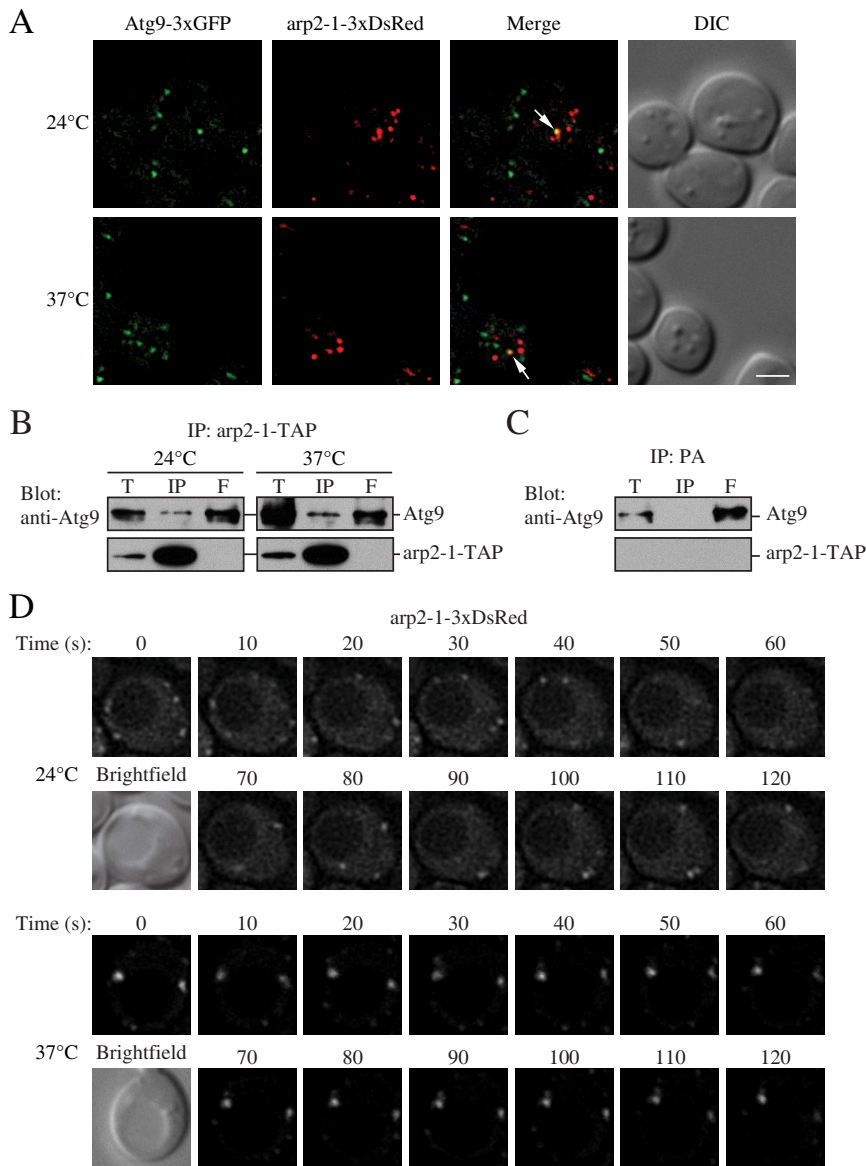 A
Atg9-3xGFP arp2-1-3xDsRed Merge DIC
24°C
37°C
B
IP: arp2-1-TAP
24°C 37°C
T IP F T IP F
Blot:
anti-Atg9
Atg9
arp2-1-TAP
C
IP: PA
T IP F
Blot:
anti-Atg9
Atg9
arp2-1-TAP
D
arp2-1-3xDsRed
Time (s): 0 10 20 30 40 50 60
24°C Brightfield 70 80 90 100 110 120
Time (s): 0 10 20 30 40 50 60
37°C Brightfield 70 80 90 100 110 120